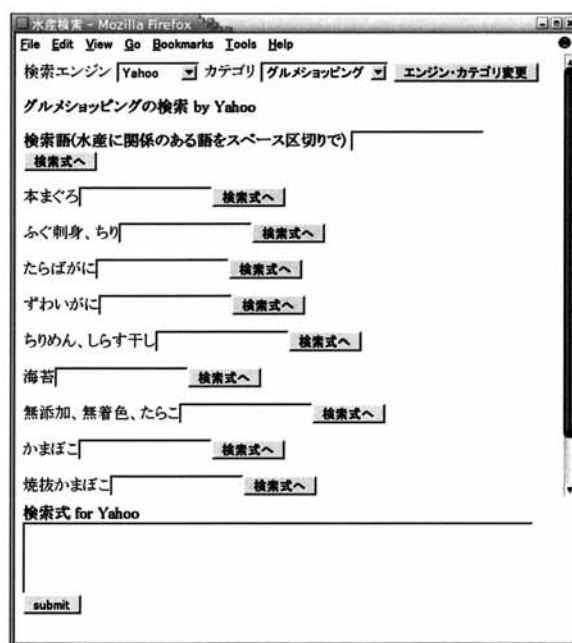 水産検索 - Mozilla Firefox
File Edit View Go Bookmarks Tools Help
検索エンジン Yahoo カテゴリ グルメショッピング エンジン・カテゴリ変更
グルメショッピングの検索 by Yahoo
検索語(水産に関係のある語をスペース区切りで)
検索式へ
本まぐろ 検索式へ
ふぐ刺身、ちり 検索式へ
たらばがに 検索式へ
ずわいがに 検索式へ
ちりめん、しらす干し 検索式へ
海苔 検索式へ
無添加、無着色、たらこ 検索式へ
かまぼこ 検索式へ
焼抜かまぼこ 検索式へ
検索式 for Yahoo
submit